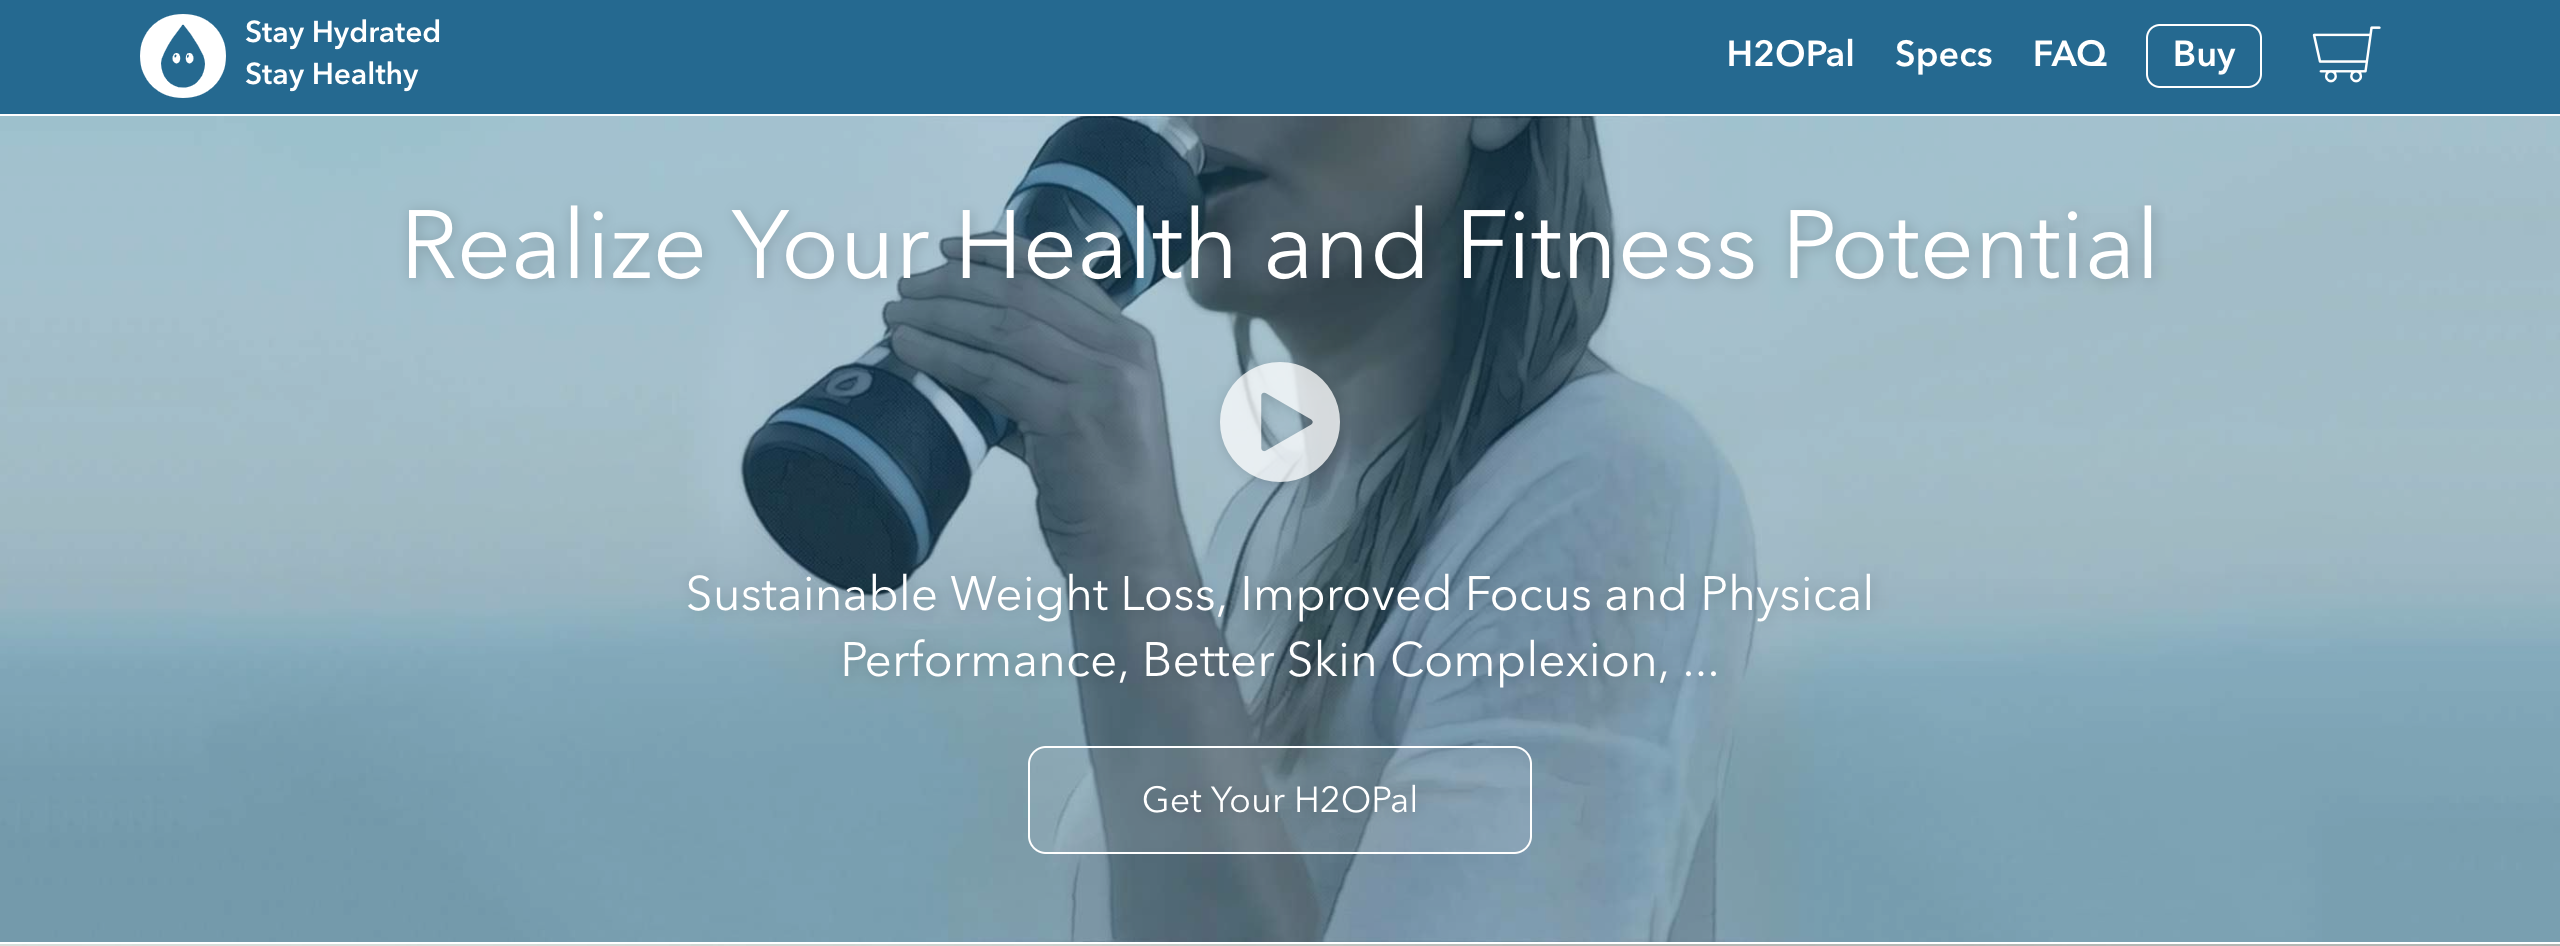 Stay Hydrated
Stay Healthy
H2OPal Specs FAQ Buy
Realize Your Health and Fitness Potential
Sustainable Weight Loss, Improved Focus and Physical
Performance, Better Skin Complexion, ...
Get Your H2OPal